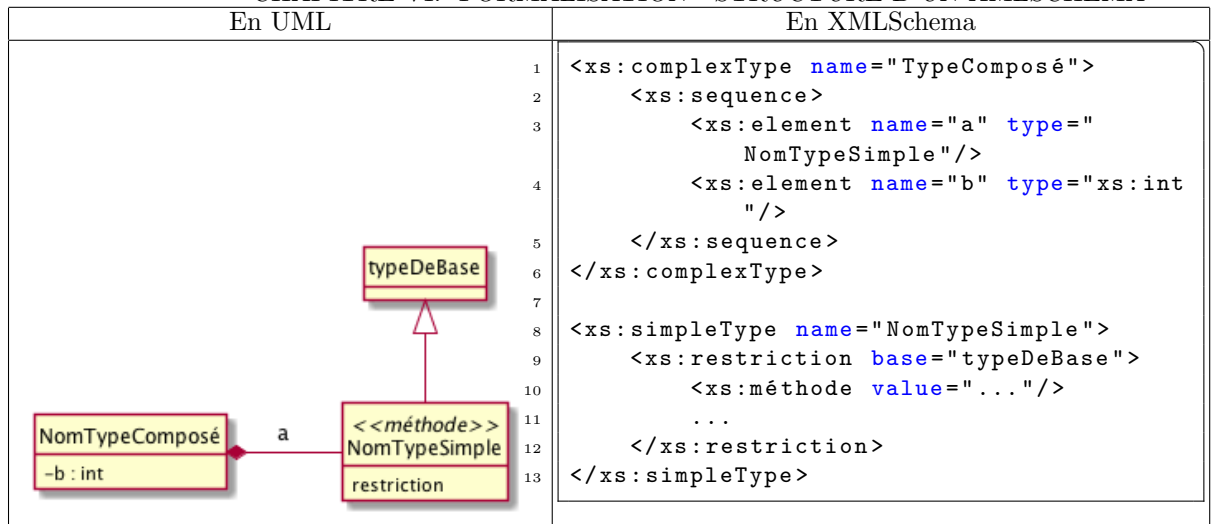 En UML
En XMLSchema
typeDeBase
NomTypeComposé
-b : int
a
<<méthode>>
NomTypeSimple
restriction
1 <xs:complexType name="TypeComposé">
2 <xs:sequence>
3 <xs:element name="a" type="
NomTypeSimple"/>
4 <xs:element name="b" type="xs:int
"/>
5 </xs:sequence>
6 </xs:complexType>
7
8 <xs:simpleType name="NomTypeSimple">
9 <xs:restriction base="typeDeBase">
10 <xs:méthode value="..."/>
11 ...
12 </xs:restriction>
13 </xs:simpleType>